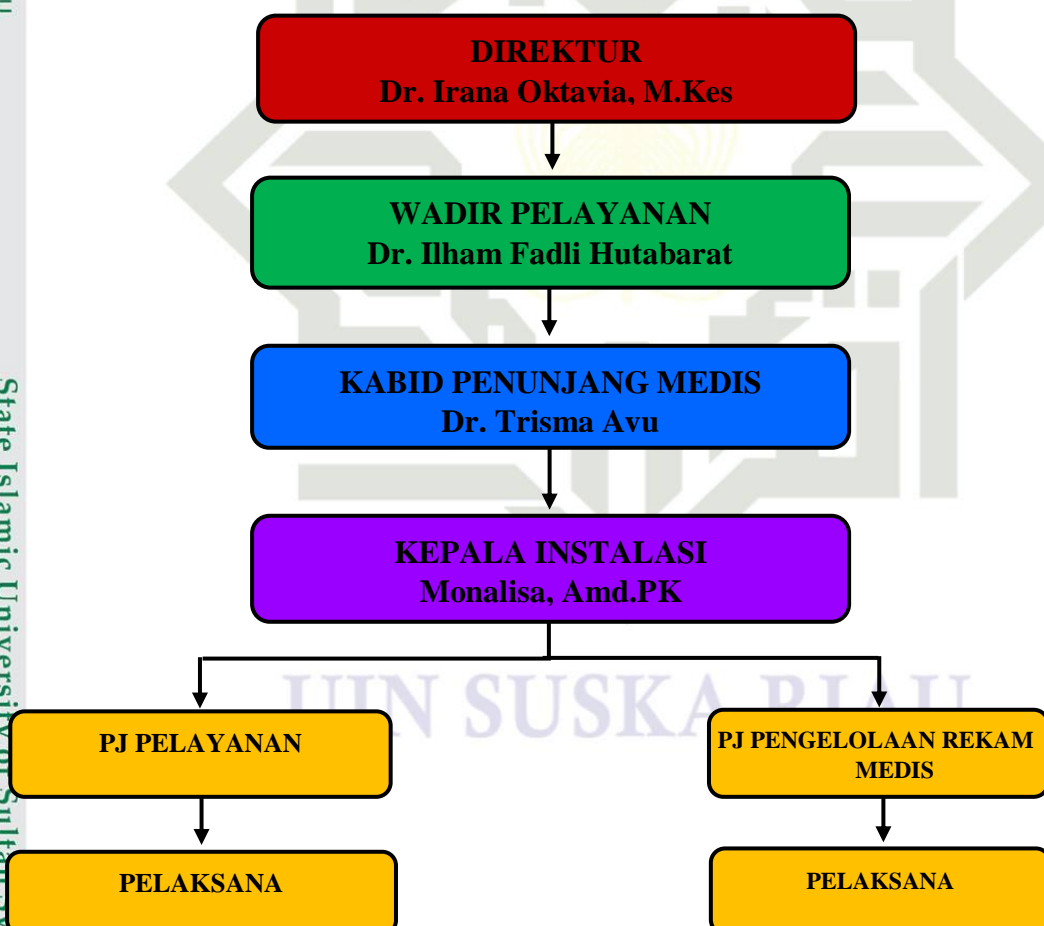 DIREKTUR
Dr. Irana Oktavia, M.Kes
WADIR PELAYANAN
Dr. Ilham Fadli Hutabarat
KABID PENUNJANG MEDIS
Dr. Trisma Avu
KEPALA INSTALASI
Monalisa, Amd.PK
UIN SUSKA RIAU
PJ PELAYANAN
PJ PENGELOLAAN REKAM
MEDIS
PELAKSANA
PELAKSANA
State Islamic University of Sultan